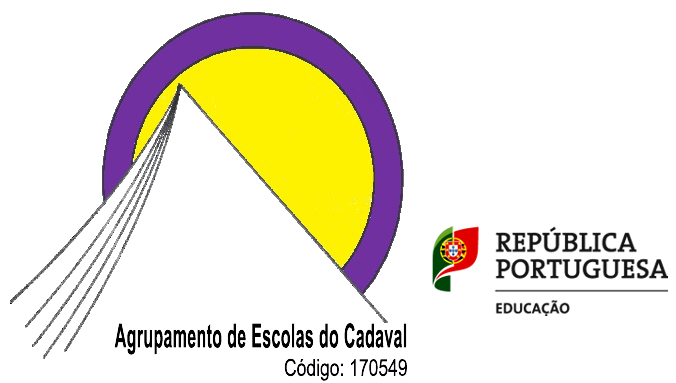 Agrupamento de Escolas do Cadaval
Código: 170549
REPÚBLICA
PORTUGUESA
EDUCAÇÃO